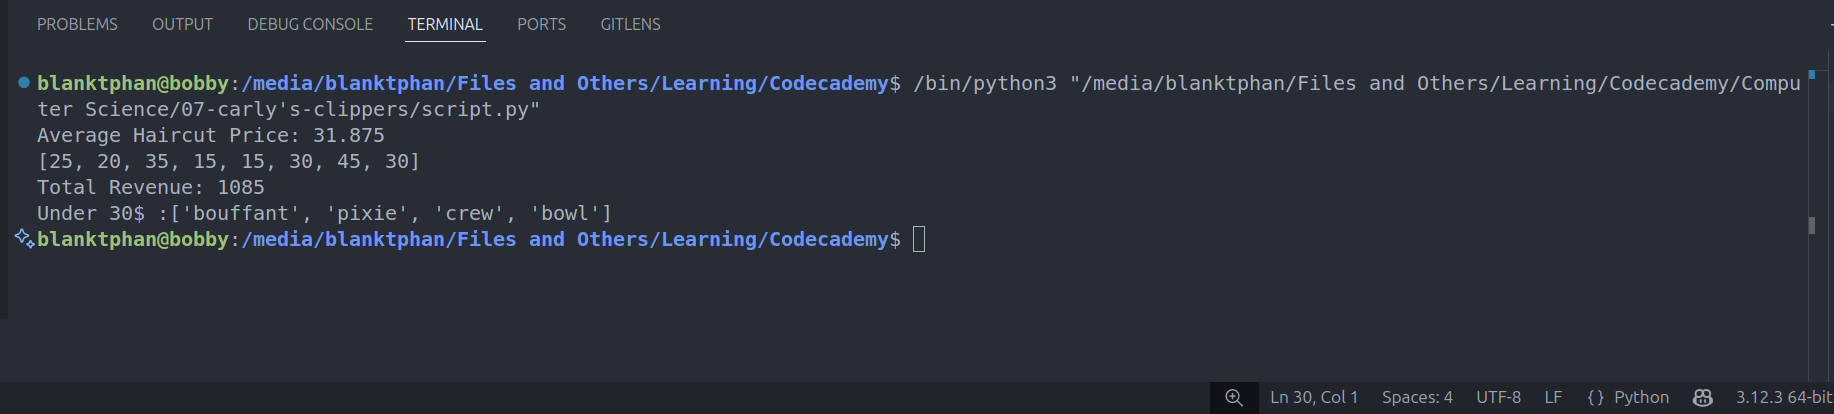 PROBLEMS OUTPUT DEBUG CONSOLE TERMINAL PORTS GITLENS
blanktphan@bobby:/media/blanktphan/Files and Others/Learning/Codecademy$ /bin/python3 "/media/blanktphan/Files and Others/Learning/Codecademy/Compu
ter Science/07-carly's-clippers/script.py"
Average Haircut Price: 31.875
[25, 20, 35, 15, 15, 30, 45, 30]
Total Revenue: 1085
Under 30$ :['bouffant', 'pixie', 'crew', 'bowl']
blanktphan@bobby:/media/blanktphan/Files and Others/Learning/Codecademy$
Ln 30, Col 1 Spaces: 4 UTF-8 LF {} Python 3.12.3 64-bit